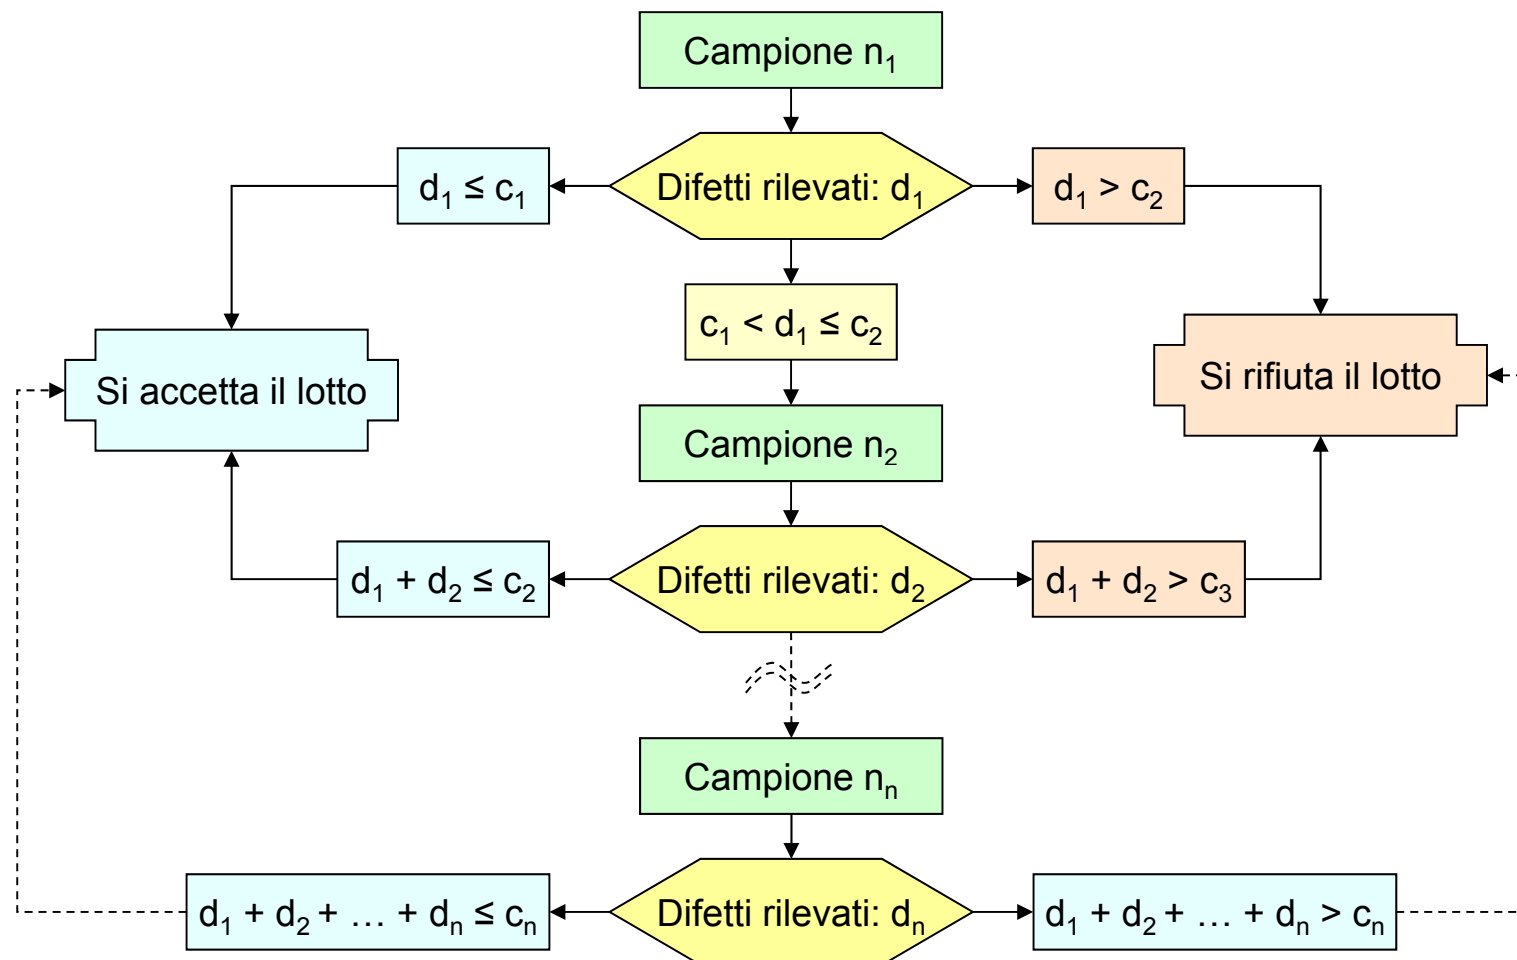 Campione n₁
d₁ ≤ c₁
Difetti rilevati: d₁
d₁ > c₂
c₁ < d₁ ≤ c₂
Si accetta il lotto
Si rifiuta il lotto
Campione n₂
d₁ + d₂ ≤ c₂
Difetti rilevati: d₂
d₁ + d₂ > c₃
Campione nₙ
d₁ + d₂ + … + dₙ ≤ cₙ
Difetti rilevati: dₙ
d₁ + d₂ + … + dₙ > cₙ